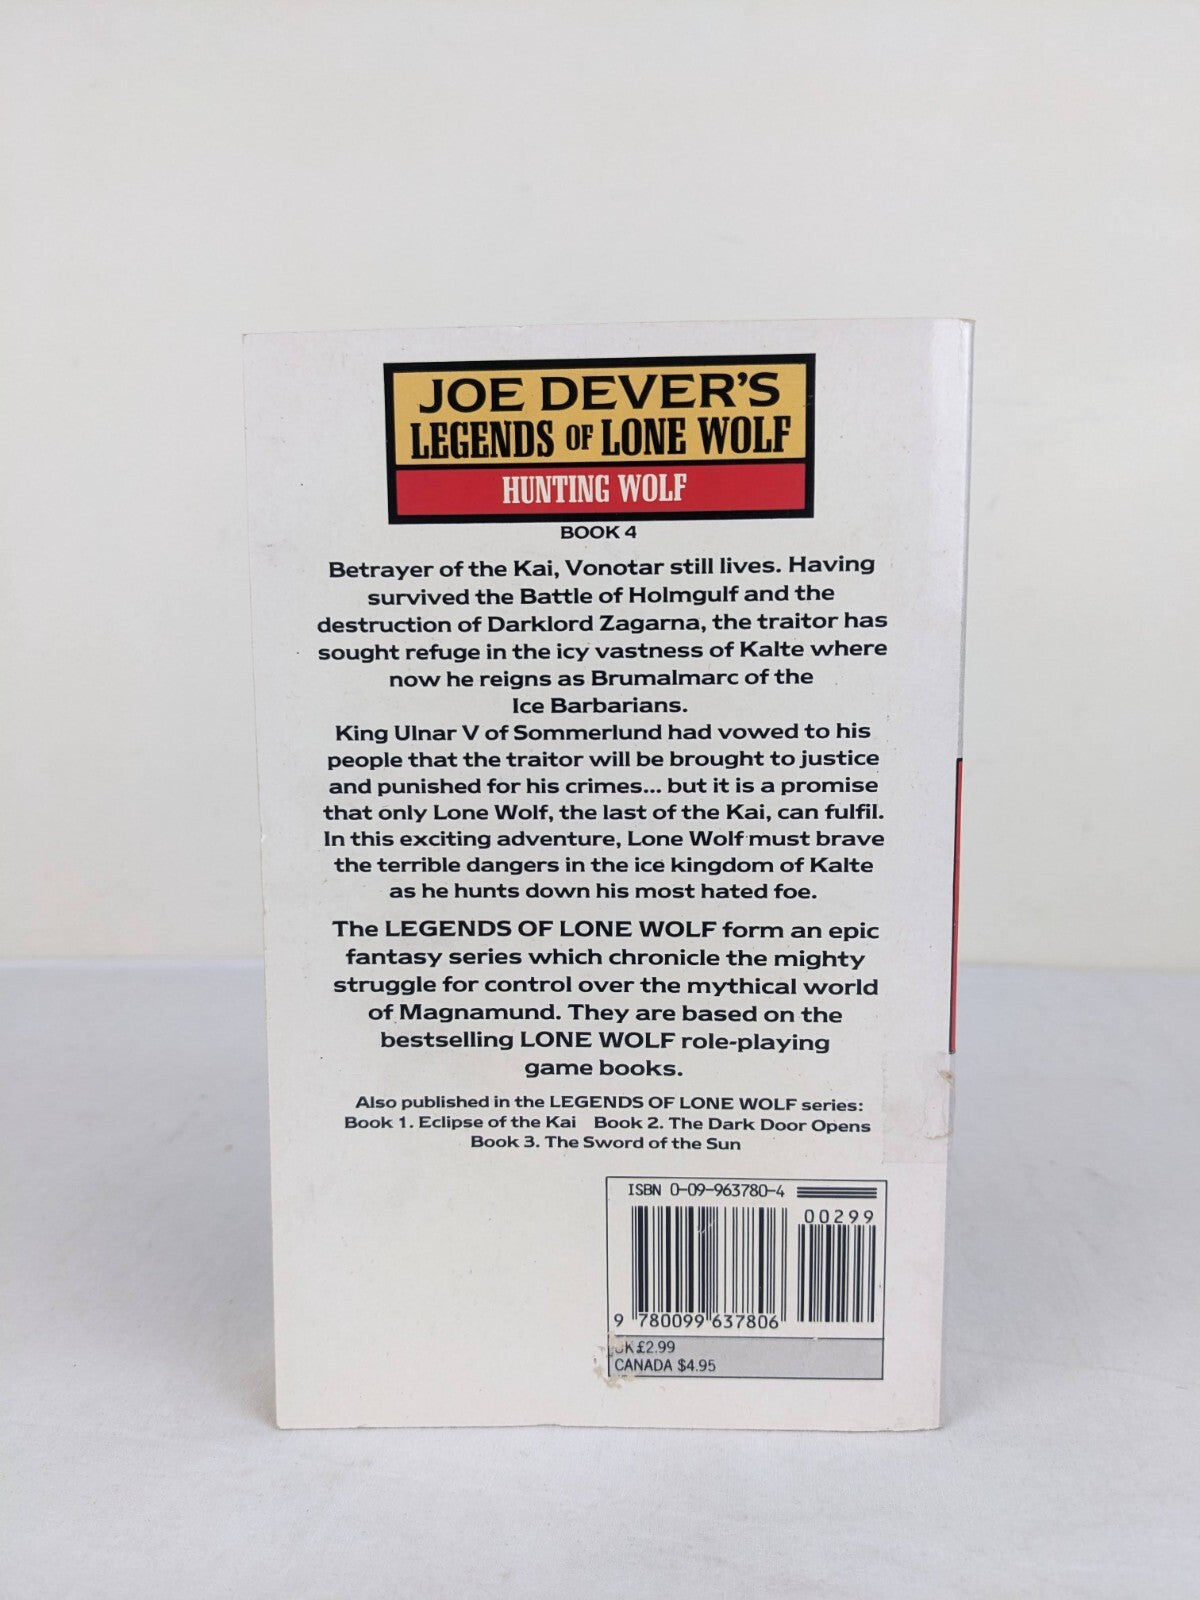 JOE DEVER'S
LEGENDS OF LONE WOLF
HUNTING WOLF
BOOK 4
Betrayer of the Kai, Vonotar still lives. Having
survived the Battle of Holmgulf and the
destruction of Darklord Zagarna, the traitor has
sought refuge in the icy vastness of Kalte where
now he reigns as Brumalmarc of the
Ice Barbarians.
King Ulnar V of Sommerlund had vowed to his
people that the traitor will be brought to justice
and punished for his crimes... but it is a promise
that only Lone Wolf, the last of the Kai, can fulfil.
In this exciting adventure, Lone Wolf must brave
the terrible dangers in the ice kingdom of Kalte
as he hunts down his most hated foe.
The LEGENDS OF LONE WOLF form an epic
fantasy series which chronicle the mighty
struggle for control over the mythical world
of Magnamund. They are based on the
bestselling LONE WOLF role-playing
game books.
Also published in the LEGENDS OF LONE WOLF series:
Book 1. Eclipse of the Kai Book 2. The Dark Door Opens
Book 3. The Sword of the Sun
ISBN 0-09-963780-4
00299
9 780099 637806
UK £2.99
CANADA $4.95